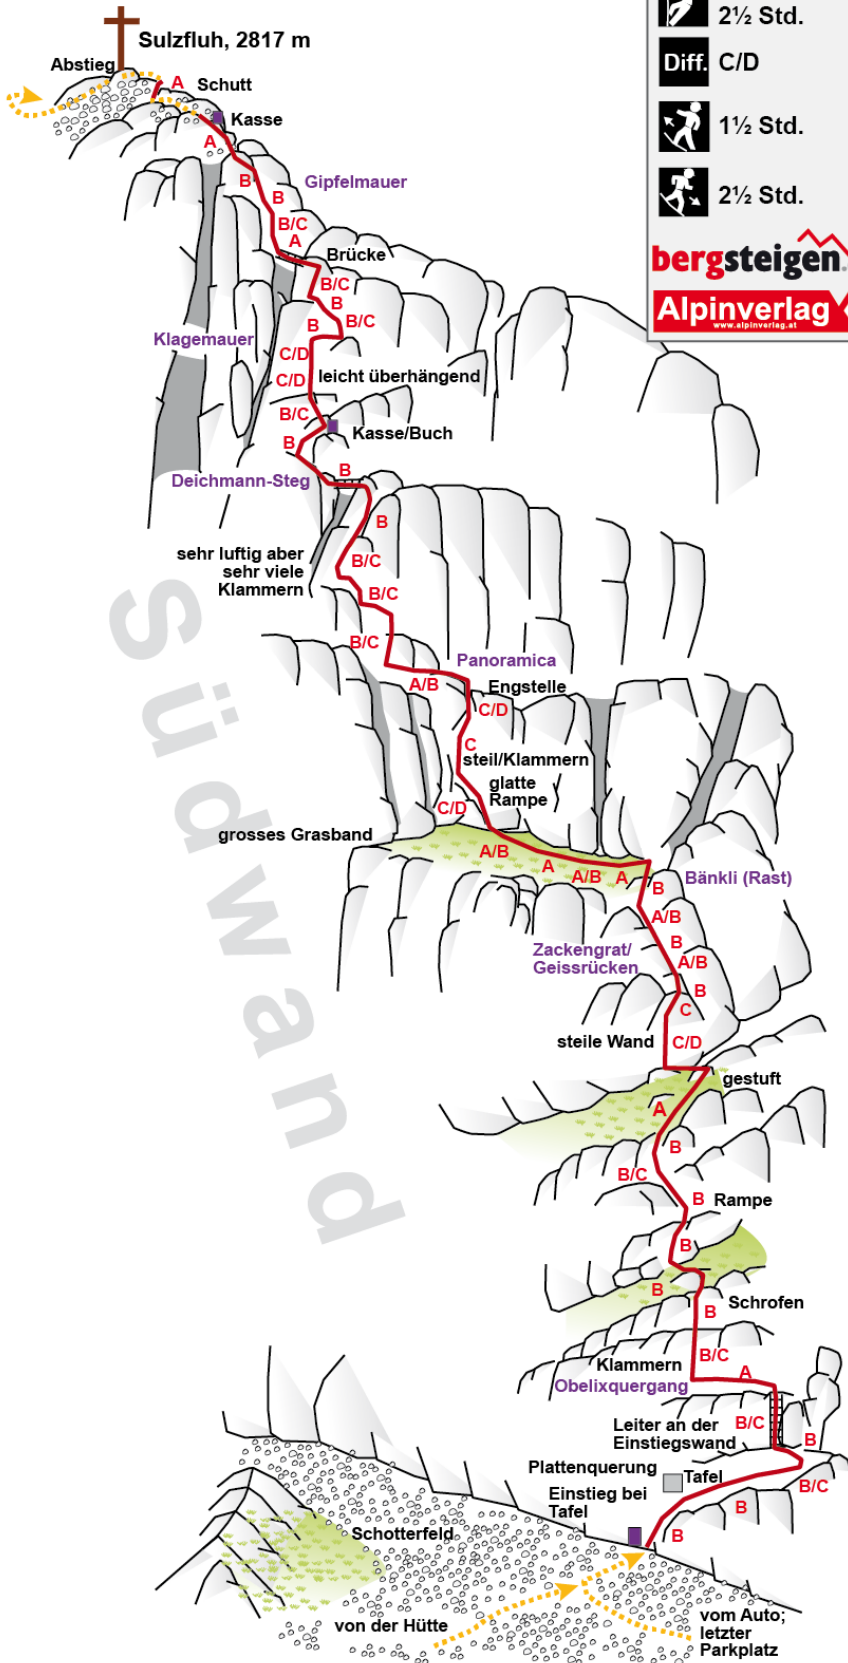 2½ Std.
Sulzfluh, 2817 m
Abstieg
Diff. C/D
A
Schutt
Kasse
1½ Std.
A
B
Gipfelmauer
2½ Std.
B
B/C
A
Brücke
bergsteigen.
B/C
B
Alpinverlag
www.alpinverlag.at
B
B/C
Klagemauer
C/D
C/D
leicht überhängend
B/C
Kasse/Buch
B
B
Deichmann-Steg
B
sehr luftig aber
sehr viele
Klammern
B/C
B/C
Südwand
B/C
Panoramica
A/B
Engstelle
C/D
C
steil/Klammern
glatte
Rampe
C/D
grosses Grasband
A/B
A
A/B
A
B
Bänkli (Rast)
A/B
B
Zackengrat/
Geissrücken
A/B
B
C
steile Wand
C/D
gestuft
A
B
B/C
B
Rampe
B
B
Schrofen
B
B/C
Klammern
A
Obelixquergang
Leiter an der
Einstiegswand
B/C
B
Plattenquerung
Tafel
B/C
Einstieg bei
Tafel
B
B
Schotterfeld
von der Hütte
vom Auto;
letzter
Parkplatz